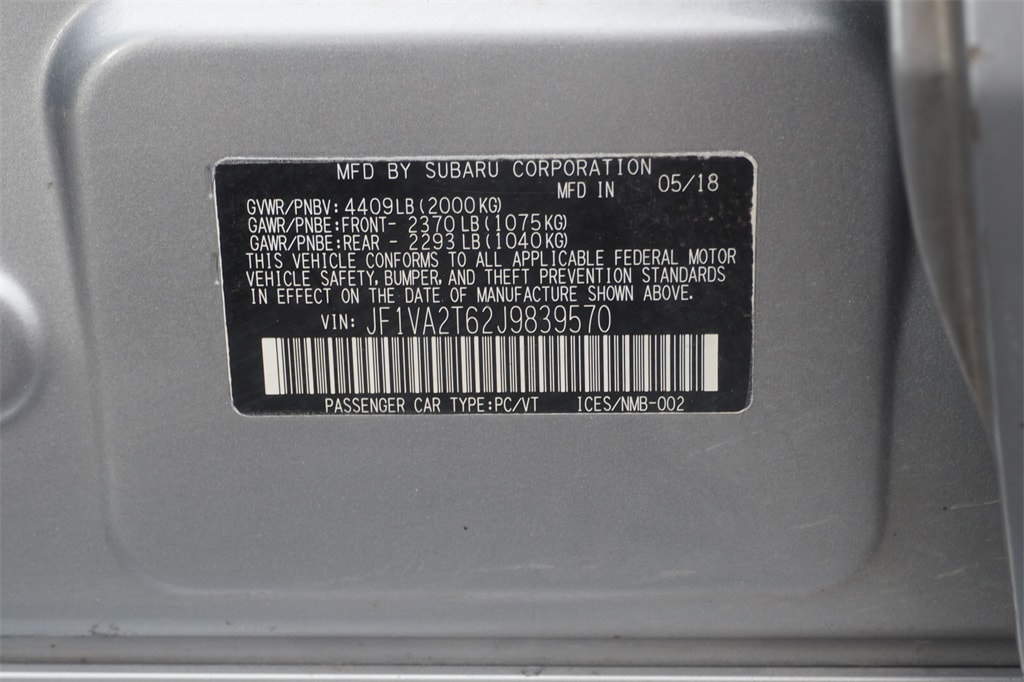 MFD BY SUBARU CORPORATION
MFD IN 05/18
GVWR/PNBV: 4409LB(2000KG)
GAWR/PNBE:FRONT- 2370LB(1075KG)
GAWR/PNBE:REAR - 2293LB(1040KG)
THIS VEHICLE CONFORMS TO ALL APPLICABLE FEDERAL MOTOR
VEHICLE SAFETY, BUMPER, AND THEFT PREVENTION STANDARDS
IN EFFECT ON THE DATE OF MANUFACTURE SHOWN ABOVE.
VIN: JF1VA2T62J9839570
PASSENGER CAR TYPE:PC/VT ICES/NMB-002